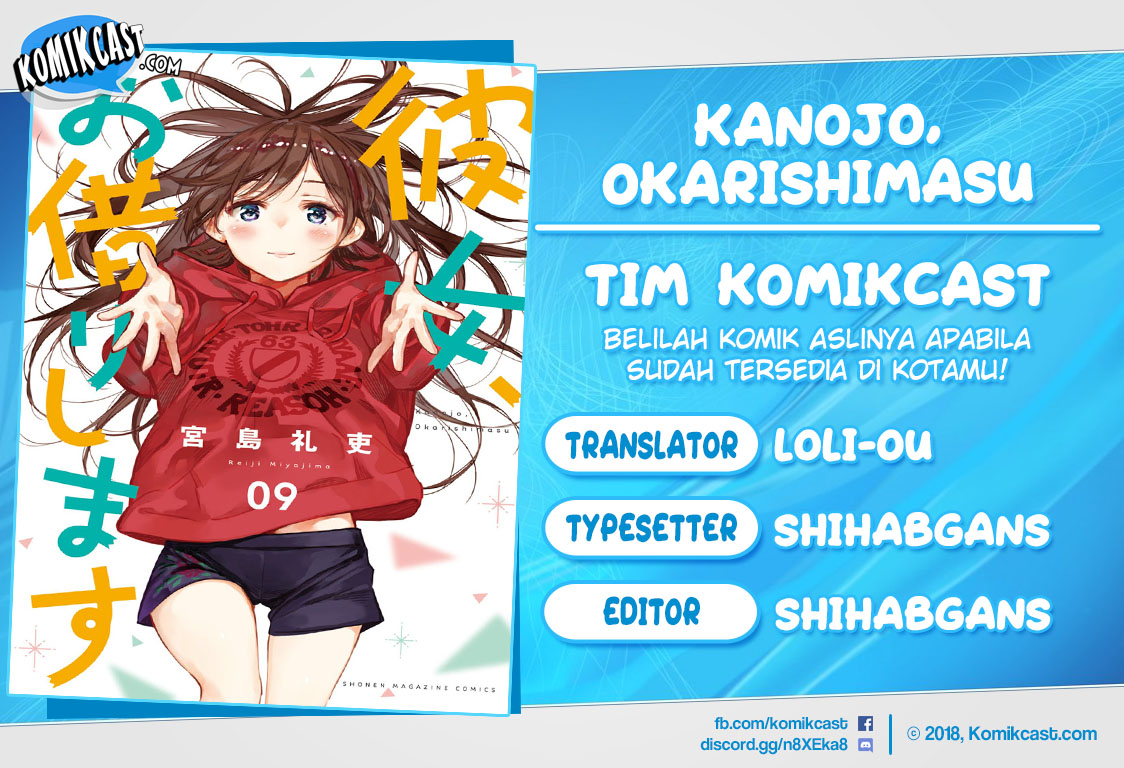 KOMIKCAST
.COM
彼女、
お借りします
63
REASON
宮島礼吏
Reiji Miyajima
09
Kanojo,
Okarishimasu
SHONEN MAGAZINE COMICS
KANOJO,
OKARISHIMASU
TIM KOMIKCAST
BELILAH KOMIK ASLINYA APABILA
SUDAH TERSEDIA DI KOTAMU!
TRANSLATOR LOLI-OU
TYPESETTER SHIHABGANS
EDITOR SHIHABGANS
fb.com/komikcast
discord.gg/n8XEka8
© 2018, Komikcast.com